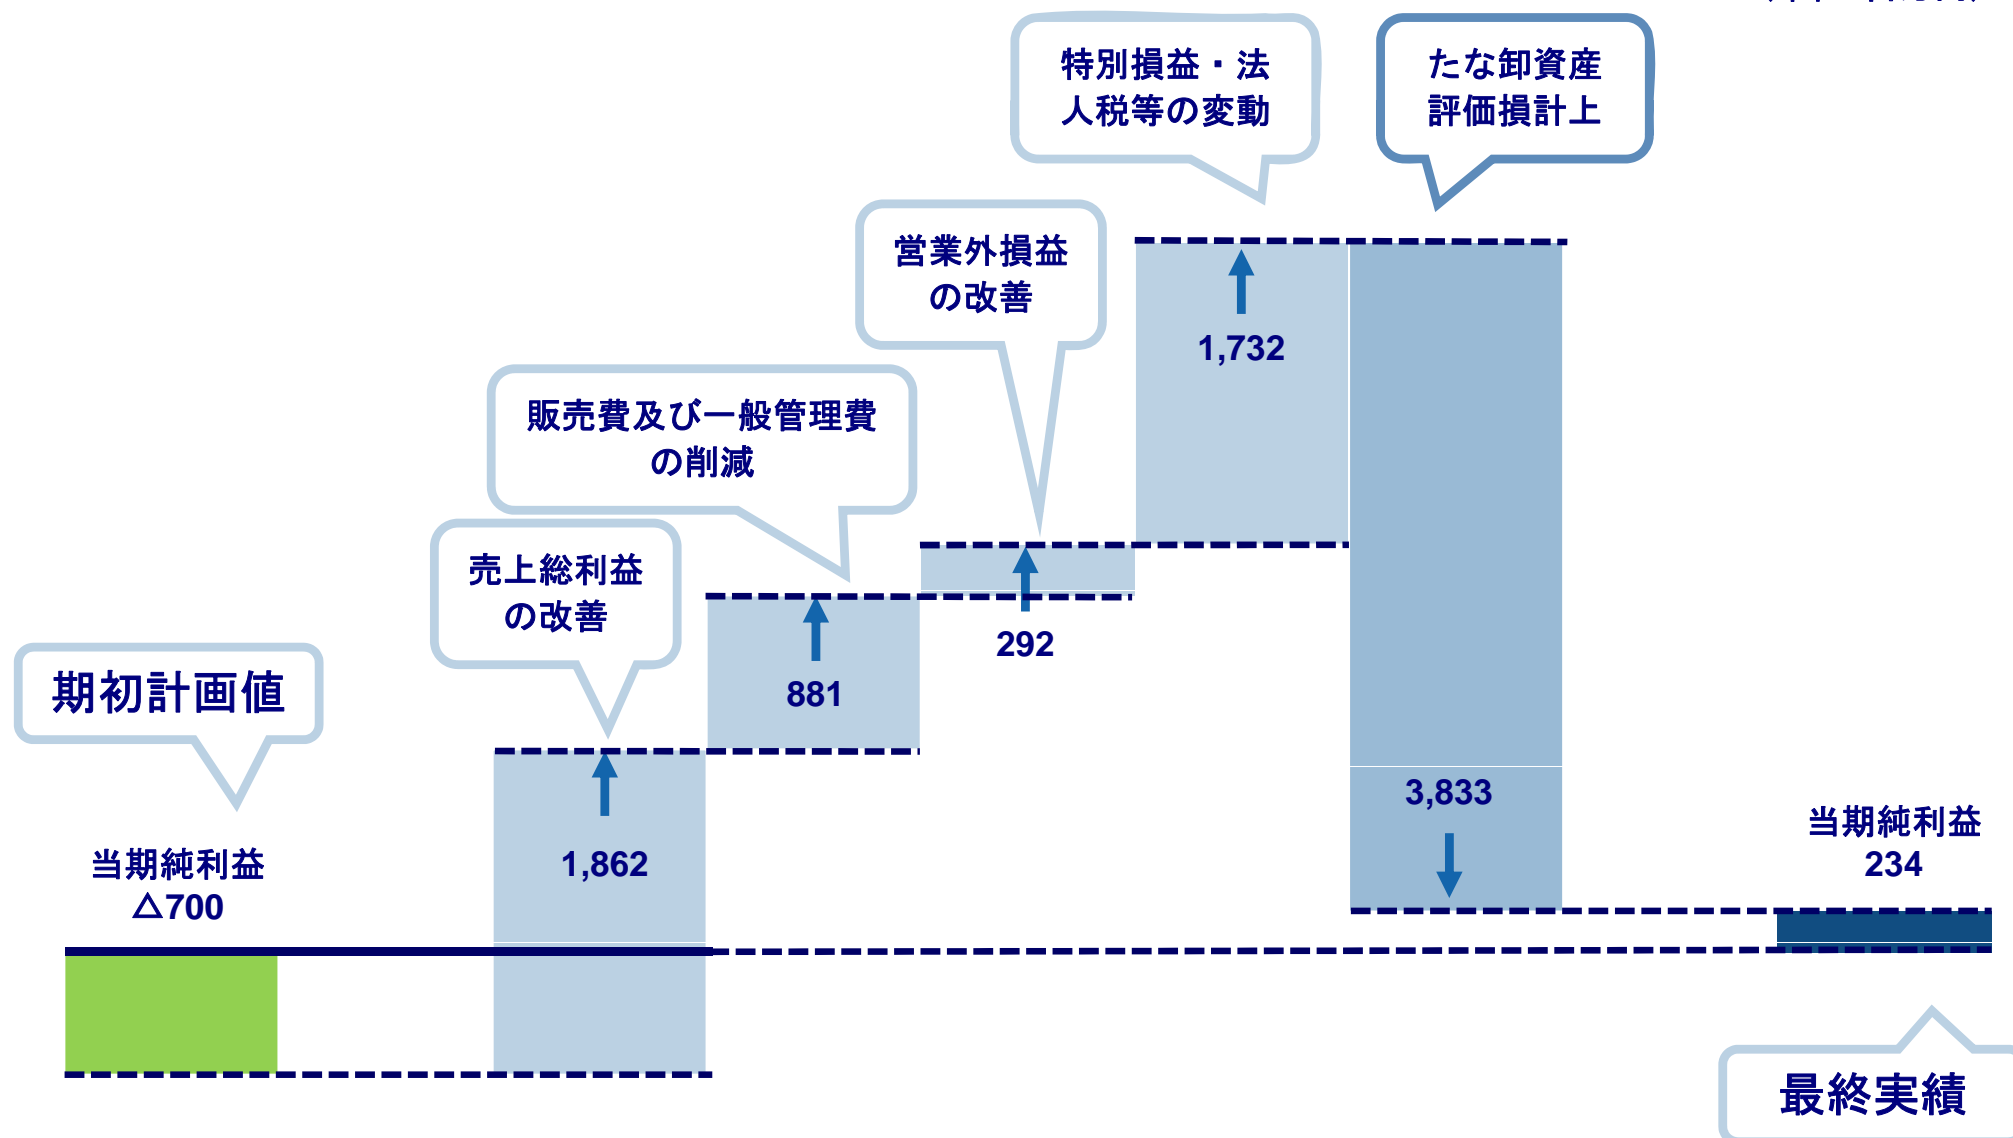 特別損益・法
人税等の変動
たな卸資産
評価損計上
営業外損益
の改善
1,732
販売費及び一般管理費
の削減
売上総利益
の改善
292
881
期初計画値
3,833
当期純利益
△700
1,862
当期純利益
234
最終実績